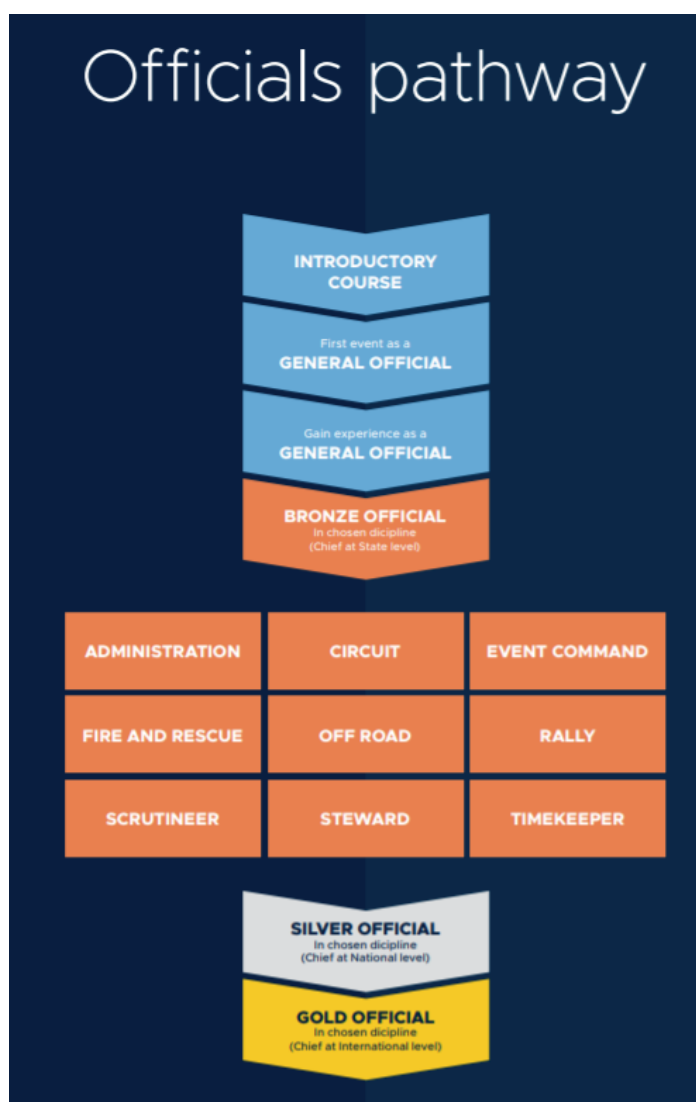 Officials pathway
INTRODUCTORY
COURSE
First event as a
GENERAL OFFICIAL
Gain experience as a
GENERAL OFFICIAL
BRONZE OFFICIAL
In chosen dicipline
(Chief at State level)
ADMINISTRATION
CIRCUIT
EVENT COMMAND
FIRE AND RESCUE
OFF ROAD
RALLY
SCRUTINEER
STEWARD
TIMEKEEPER
SILVER OFFICIAL
In chosen dicipline
(Chief at National level)
GOLD OFFICIAL
In chosen dicipline
(Chief at International level)